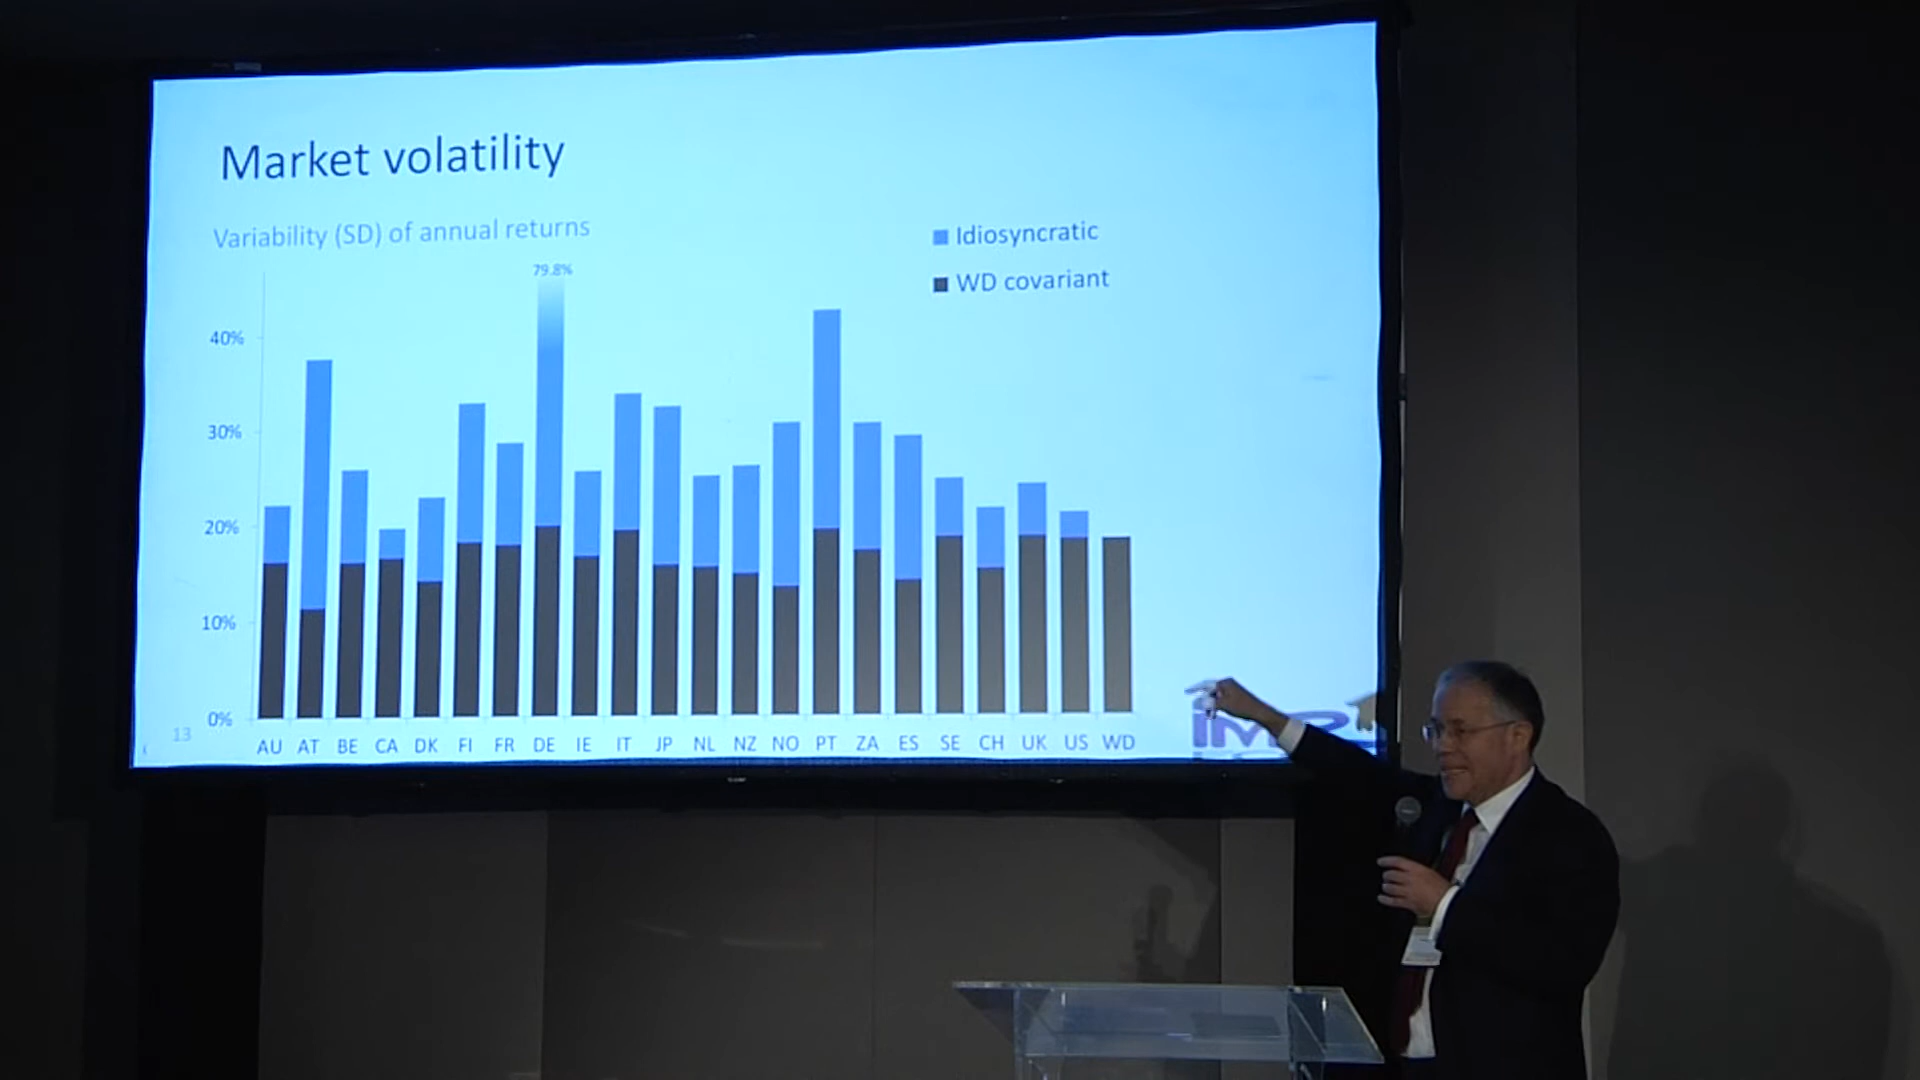 Market volatility
Variability (SD) of annual returns
Idiosyncratic
WD covariant
79.8%
40%
30%
20%
10%
0%
AU AT BE CA DK FI FR DE IE IT JP NL NZ NO PT ZA ES SE CH UK US WD
13